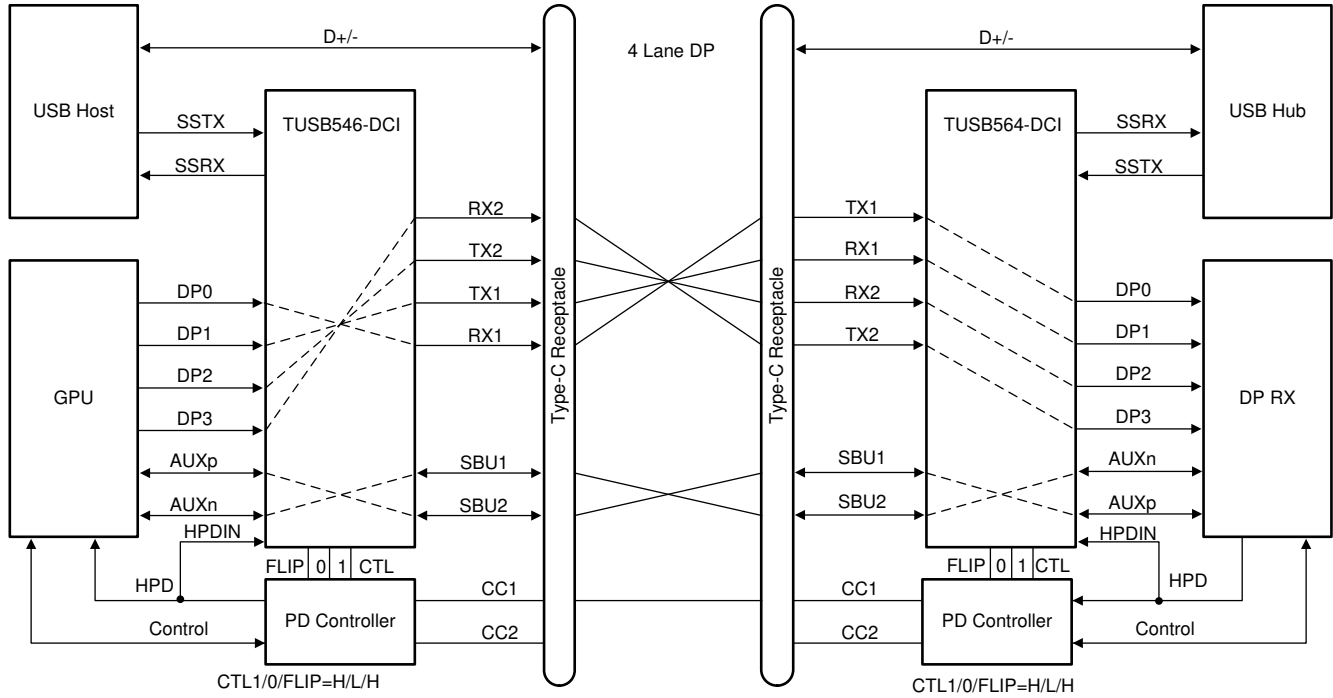 D+/-
4 Lane DP
D+/-
USB Host
TUSB546-DCI
TUSB564-DCI
USB Hub
SSTX
SSRX
SSRX
SSTX
RX2
TX2
TX1
RX1
TX1
RX1
RX2
TX2
GPU
DP0
DP1
DP2
DP3
AUXp
AUXn
SBU1
SBU2
Type-C Receptacle
Type-C Receptacle
SBU1
SBU2
DP0
DP1
DP2
DP3
AUXn
AUXp
DP RX
HPDIN
HPDIN
FLIP 0 1 CTL
FLIP 0 1 CTL
HPD
HPD
CC1
CC2
CC1
CC2
Control
Control
PD Controller
PD Controller
CTL1/0/FLIP=H/L/H
CTL1/0/FLIP=H/L/H